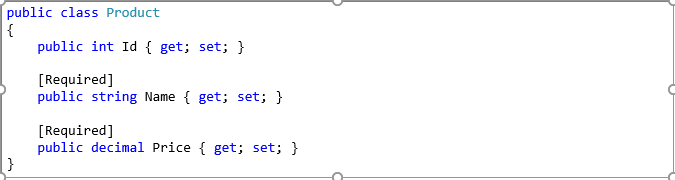 public class Product
{
public int Id { get; set; }
[Required]
public string Name { get; set; }
[Required]
public decimal Price { get; set; }
}